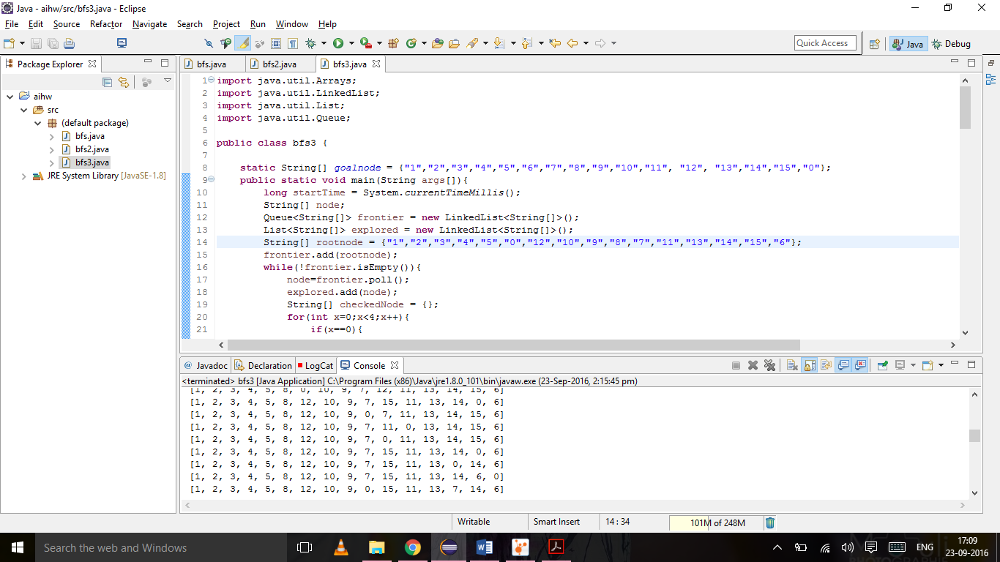 Java - aihw/src/bfs3.java - Eclipse
File Edit Source Refactor Navigate Search Project Run Window Help
Quick Access Java Debug
Package Explorer
aihw
src
(default package)
bfs.java
bfs2.java
bfs3.java
JRE System Library [JavaSE-1.8]
bfs.java bfs2.java bfs3.java
1 import java.util.Arrays;
2 import java.util.LinkedList;
3 import java.util.List;
4 import java.util.Queue;
5
6 public class bfs3 {
7
8 static String[] goalnode = {"1","2","3","4","5","6","7","8","9","10","11", "12", "13","14","15","0"};
9 public static void main(String args[]){
10 long startTime = System.currentTimeMillis();
11 String[] node;
12 Queue<String[]> frontier = new LinkedList<String[]>();
13 List<String[]> explored = new LinkedList<String[]>();
14 String[] rootnode = {"1","2","3","4","5","0","12","10","9","8","7","11","13","14","15","6"};
15 frontier.add(rootnode);
16 while(!frontier.isEmpty()){
17 node=frontier.poll();
18 explored.add(node);
19 String[] checkedNode = {};
20 for(int x=0;x<4;x++){
21 if(x==0){
@ Javadoc Declaration LogCat Console
<terminated> bfs3 [Java Application] C:\Program Files (x86)\Java\jre1.8.0_101\bin\javaw.exe (23-Sep-2016, 2:15:45 pm)
[1, 2, 3, 4, 5, 8, 0, 10, 9, 7, 12, 11, 13, 14, 15, 6]
[1, 2, 3, 4, 5, 8, 12, 10, 9, 7, 15, 11, 13, 14, 0, 6]
[1, 2, 3, 4, 5, 8, 12, 10, 9, 0, 7, 11, 13, 14, 15, 6]
[1, 2, 3, 4, 5, 8, 12, 10, 9, 7, 11, 0, 13, 14, 15, 6]
[1, 2, 3, 4, 5, 8, 12, 10, 9, 7, 0, 11, 13, 14, 15, 6]
[1, 2, 3, 4, 5, 8, 12, 10, 9, 7, 15, 11, 13, 14, 0, 6]
[1, 2, 3, 4, 5, 8, 12, 10, 9, 7, 15, 11, 13, 0, 14, 6]
[1, 2, 3, 4, 5, 8, 12, 10, 9, 7, 15, 11, 13, 14, 6, 0]
[1, 2, 3, 4, 5, 8, 12, 10, 9, 0, 15, 11, 13, 7, 14, 6]
Writable Smart Insert 14 : 34 101M of 248M
Search the web and Windows
ENG
17:09
23-09-2016